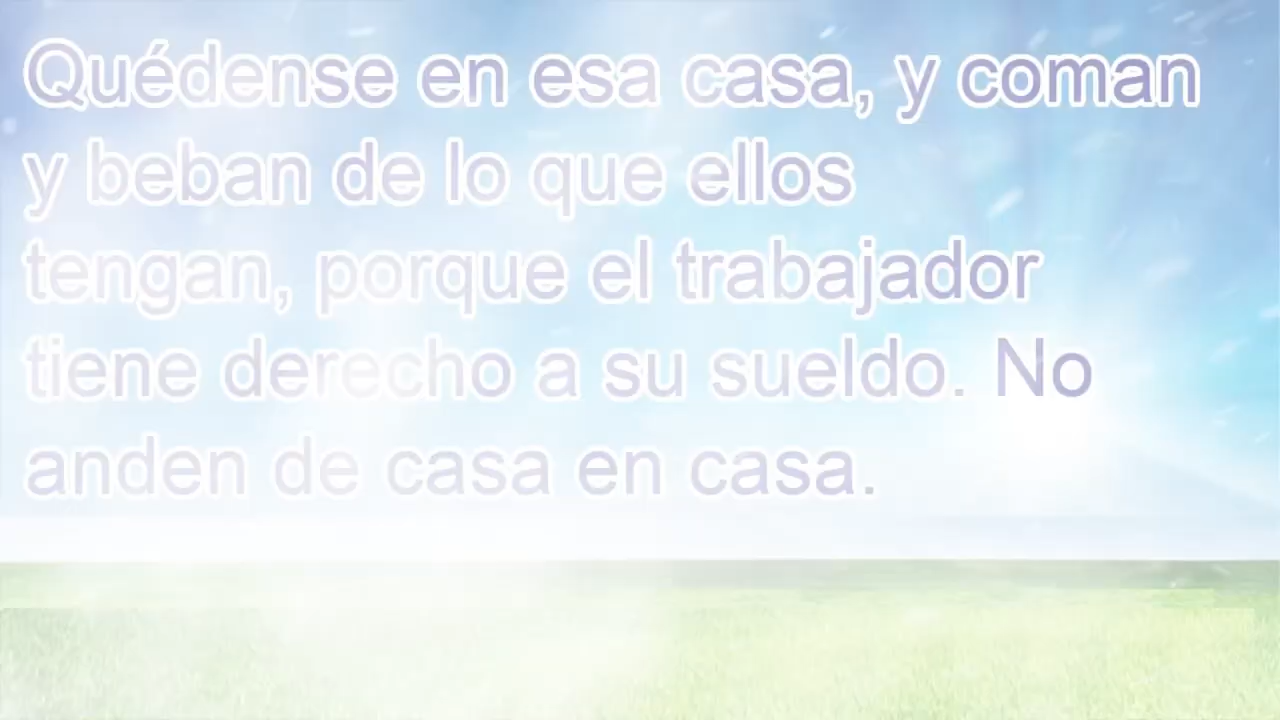 Quédense en esa casa, y coman
y beban de lo que ellos
tengan, porque el trabajador
tiene derecho a su sueldo. No
anden de casa en casa.